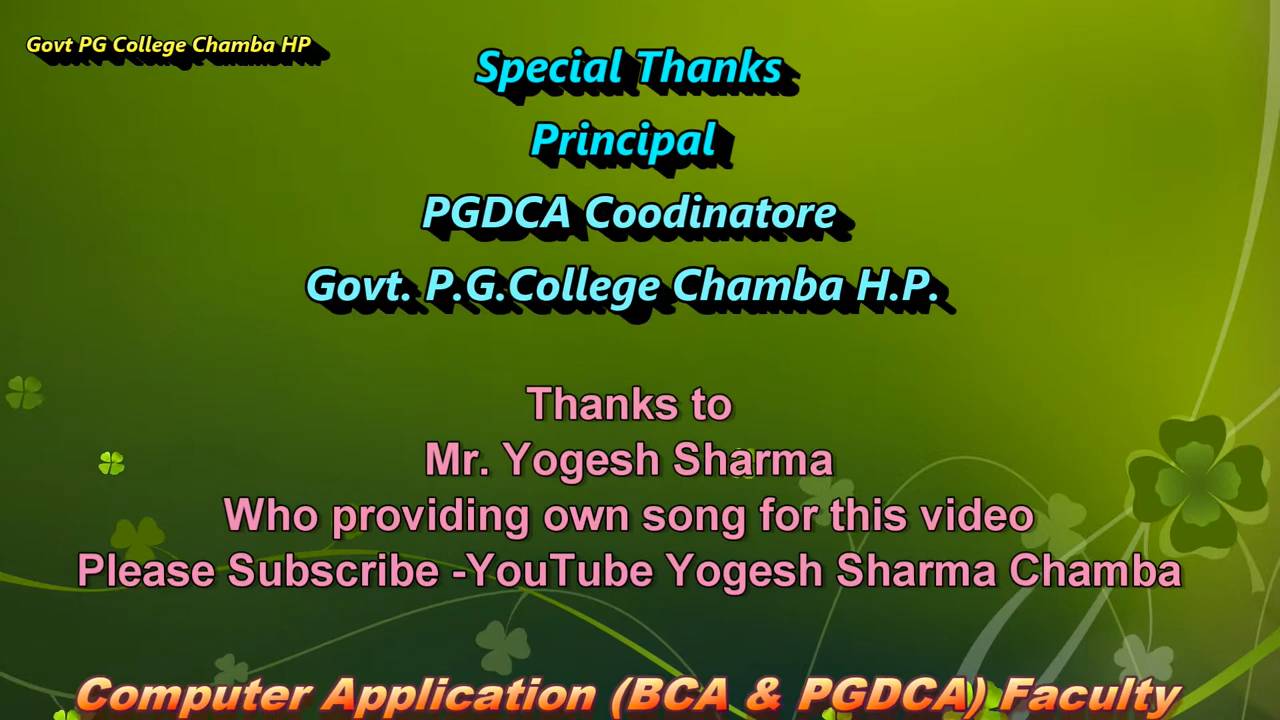 Govt PG College Chamba HP
Special Thanks
Principal
PGDCA Coodinatore
Govt. P.G.College Chamba H.P.
Thanks to
Mr. Yogesh Sharma
Who providing own song for this video
Please Subscribe -YouTube Yogesh Sharma Chamba
Computer Application (BCA & PGDCA) Faculty